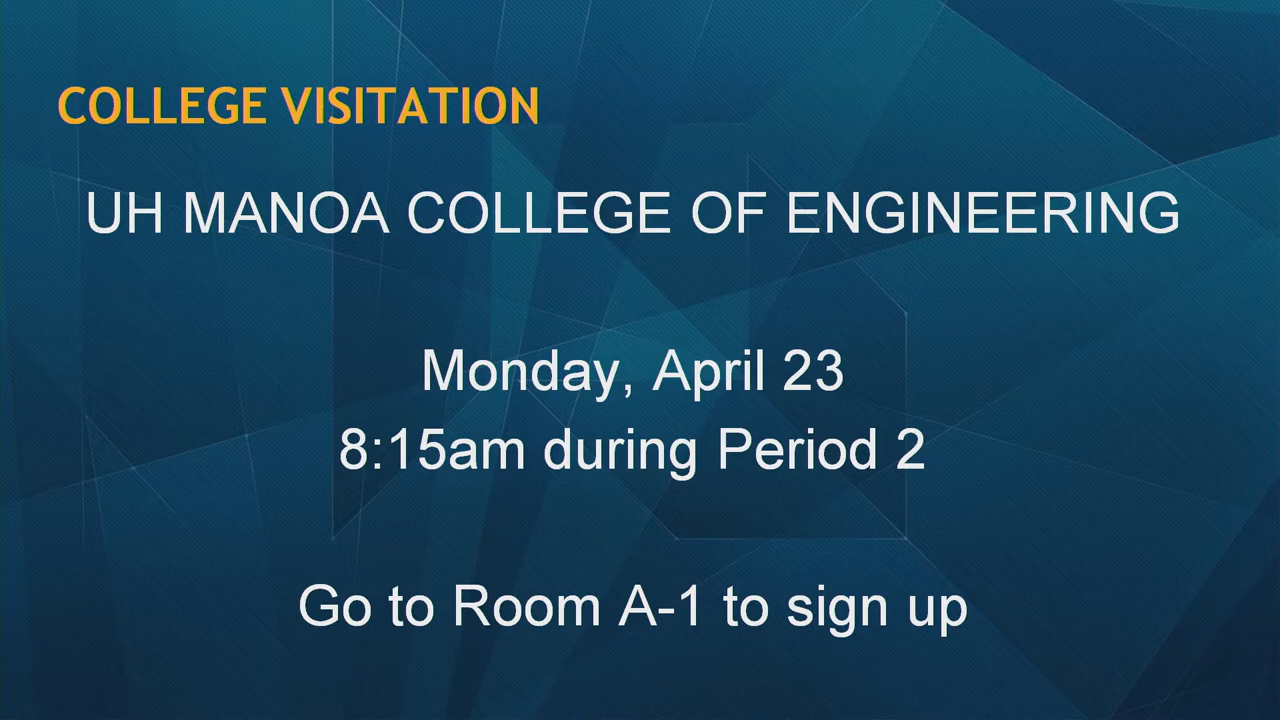 COLLEGE VISITATION
UH MANOA COLLEGE OF ENGINEERING
Monday, April 23
8:15am during Period 2
Go to Room A-1 to sign up